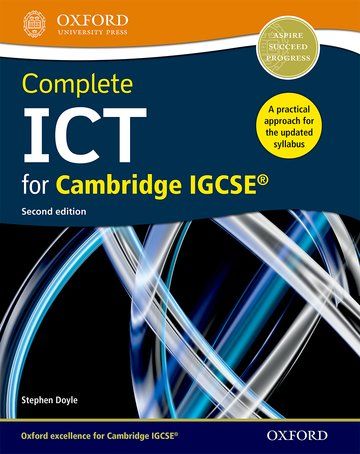 OXFORD
UNIVERSITY PRESS
ASPIRE
SUCCEED
PROGRESS
Complete
ICT
for Cambridge IGCSE®
Second edition
A practical
approach for
the updated
syllabus
Stephen Doyle
Oxford excellence for Cambridge IGCSE®
OXFORD